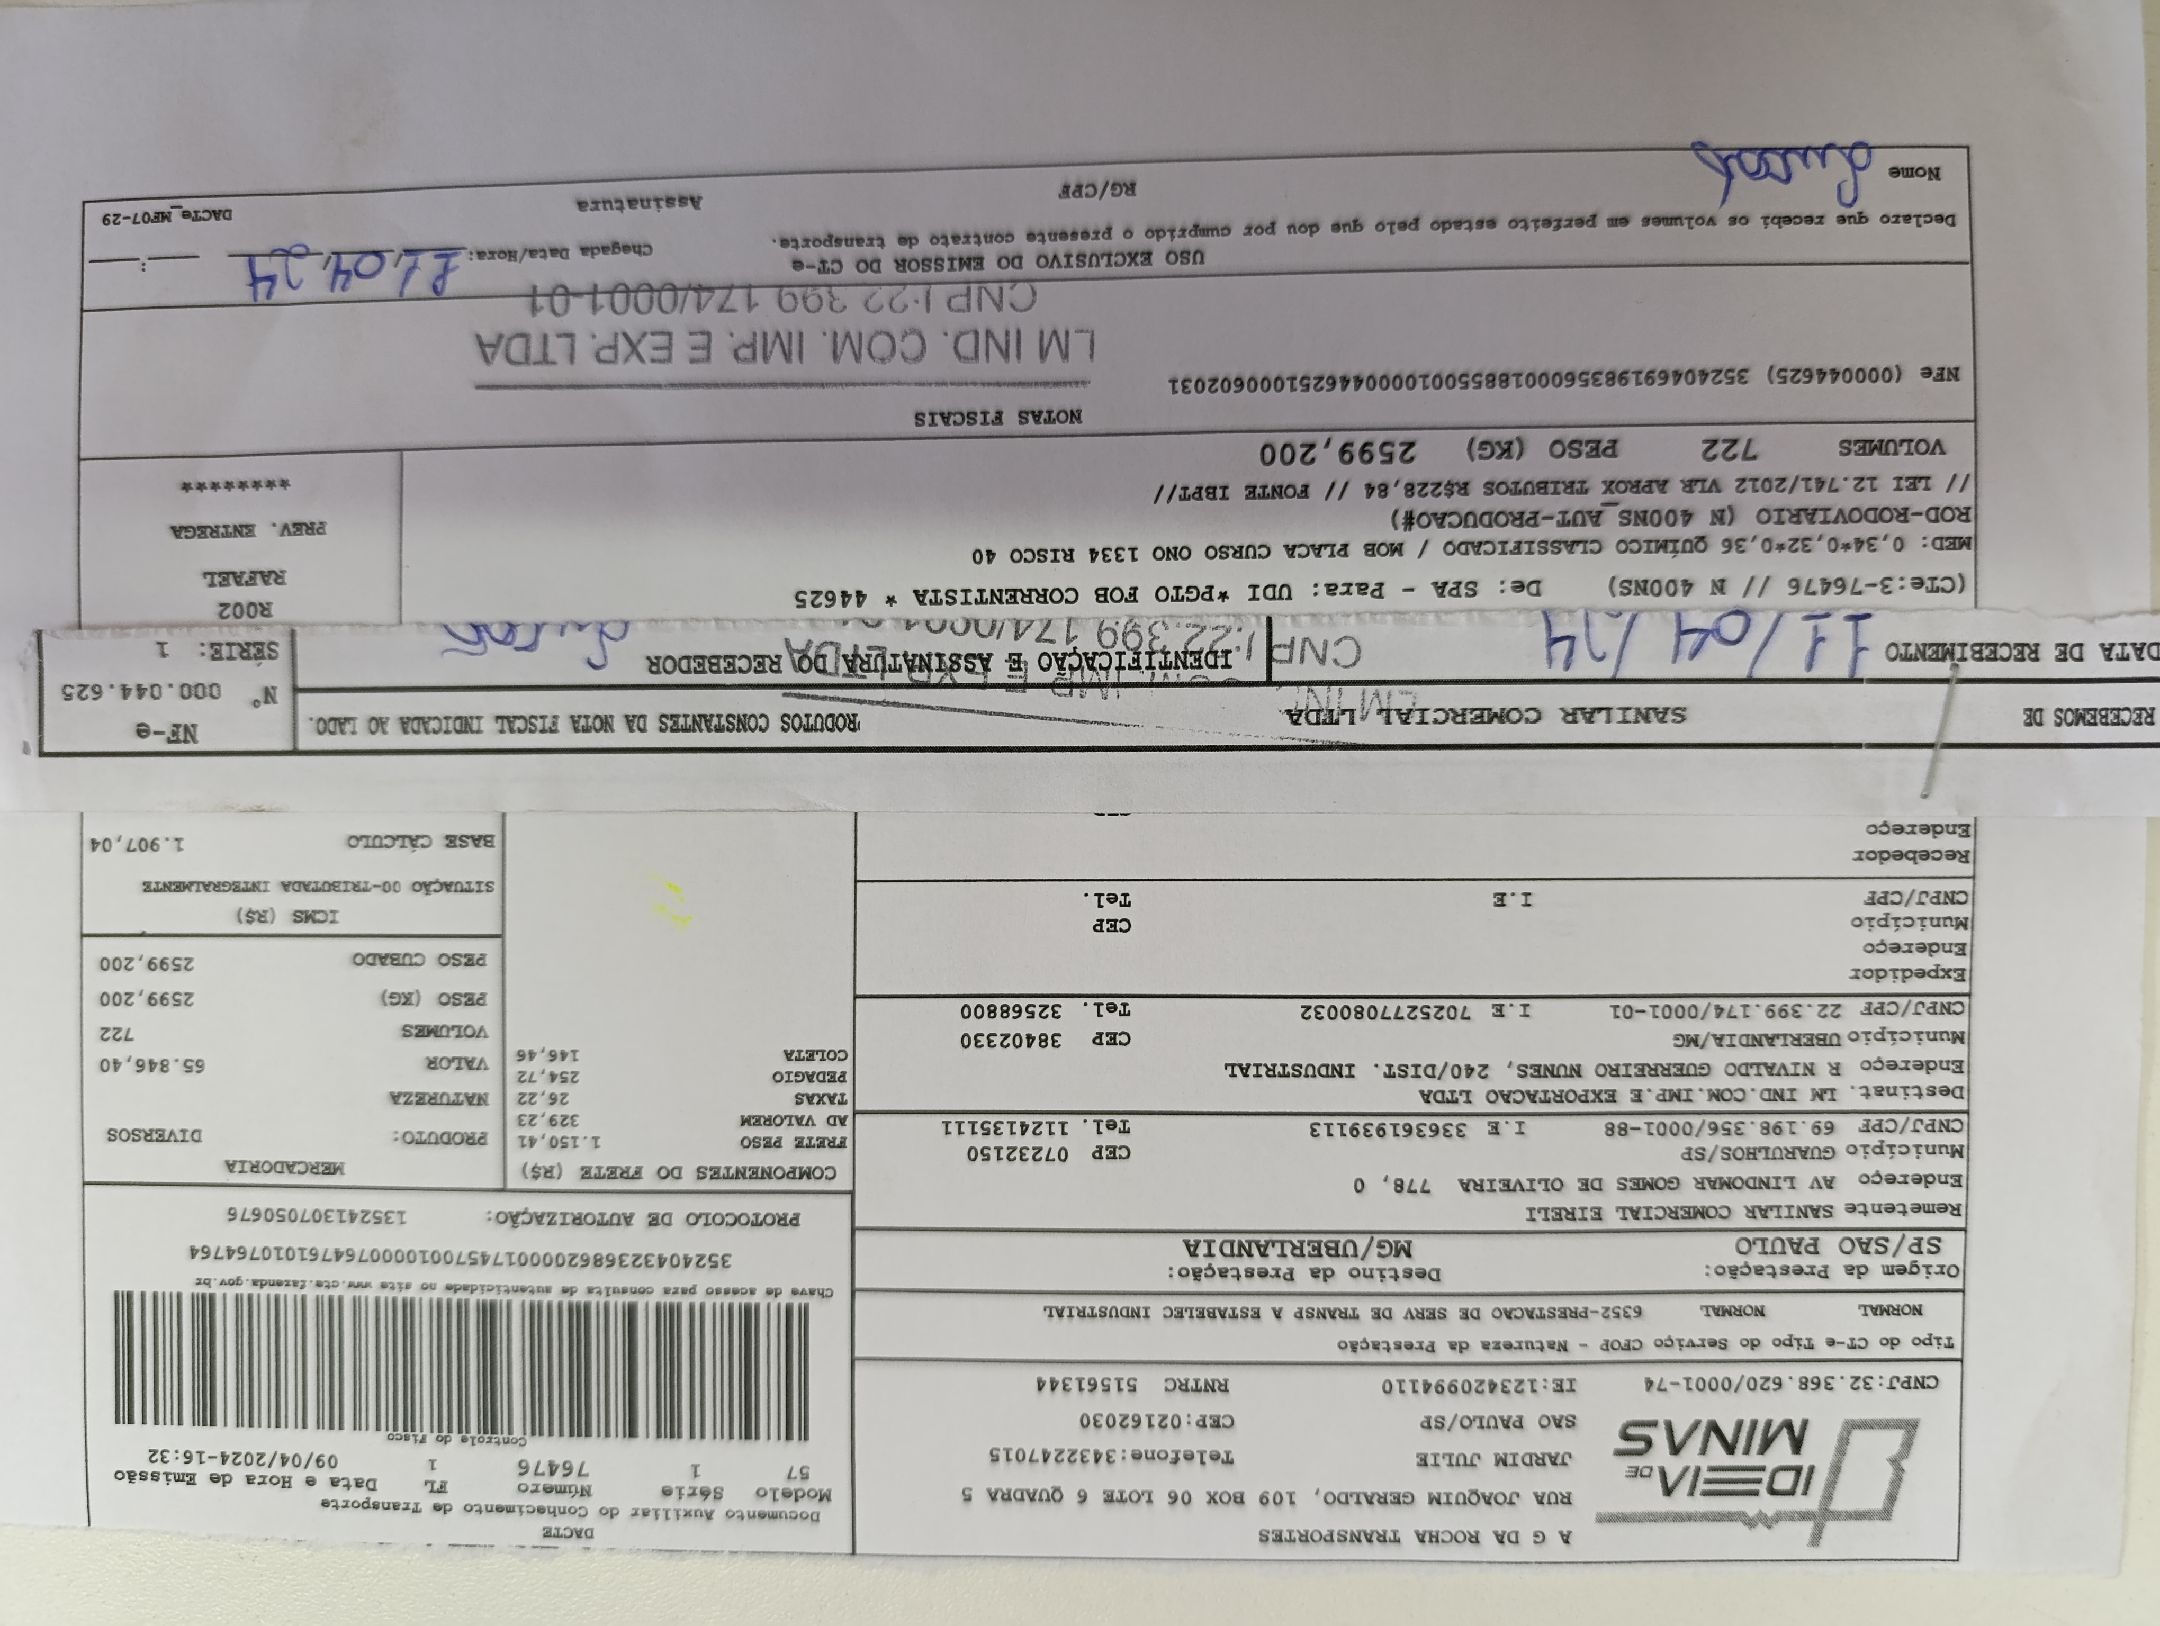 A G DA ROCHA TRANSPORTES
IDEIA DE MINAS
RUA JOAQUIM GERALDO, 109 BOX 06 LOTE 6 QUADRA 5
JARDIM JULIE Telefone:3432247015
SAO PAULO/SP CEP:02162030
CNPJ:32.368.620/0001-74 IE:123420994110 RNTRC 51561344
DACTE
Documento Auxiliar do Conhecimento de Transporte
Modelo Série Número FL Data e Hora de Emissão
57 1 76476 1 09/04/2024-16:32
Controle do Fisco
Chave de acesso para consulta de autenticidade no site www.cte.fazenda.gov.br
35240432368620000174570010000764761010764764
PROTOCOLO DE AUTORIZAÇÃO: 135241307050676
Tipo do CT-e Tipo do Serviço CFOP - Natureza da Prestação
NORMAL NORMAL 6352-PRESTACAO DE SERV DE TRANSP A ESTABELEC INDUSTRIAL
Origem da Prestação: Destino da Prestação:
SP/SAO PAULO MG/UBERLANDIA
Remetente SANILAR COMERCIAL EIRELI
Endereço AV LINDOMAR GOMES DE OLIVEIRA 778, 0
Município GUARULHOS/SP CEP 07232150
CNPJ/CPF 69.198.356/0001-88 I.E 336361939113 Tel. 1124135111
Destinat. LM IND.COM.IMP.E EXPORTACAO LTDA
Endereço R NIVALDO GUERREIRO NUNES, 240/DIST. INDUSTRIAL
Município UBERLANDIA/MG CEP 38402330
CNPJ/CPF 22.399.174/0001-01 I.E 7025277080032 Tel. 32568800
Expedidor
Endereço
Município CEP
CNPJ/CPF I.E Tel.
Recebedor
Endereço
COMPONENTES DO FRETE (R$)
FRETE PESO 1.150,41
AD VALOREM 329,23
TAXAS 26,22
PEDAGIO 254,72
COLETA 146,46
MERCADORIA
PRODUTO: DIVERSOS
NATUREZA
VALOR 65.846,40
VOLUMES 722
PESO (KG) 2599,200
PESO CUBADO 2599,200
ICMS (R$)
SITUAÇÃO 00-TRIBUTADA INTEGRALMENTE
BASE CÁLCULO 1.907,04
RECEBEMOS DE SANILAR COMERCIAL LTDA RODUTOS CONSTANTES DA NOTA FISCAL INDICADA AO LADO.
DATA DE RECEBIMENTO 11/04/24 IDENTIFICAÇÃO E ASSINATURA DO RECEBEDOR
NF-e
Nº 000.044.625
SÉRIE: 1
(CTe:3-76476 // N 400NS) De: SPA - Para: UDI *PGTO FOB CORRENTISTA * 44625
MED: 0,34*0,32*0,36 QUÍMICO CLASSIFICADO / MOB PLACA CURSO ONO 1334 RISCO 40
ROD-RODOVIARIO (N 400NS_AUT-PRODUCAO#)
// LEI 12.741/2012 VLR APROX TRIBUTOS R$228,84 // FONTE IBPT//
VOLUMES 722 PESO (KG) 2599,200
R002
RAFAEL
PREV. ENTREGA
********
NOTAS FISCAIS
NFe (000044625) 35240469198356000188550010000446251000602031
LM IND. COM. IMP. E EXP. LTDA
CNPJ:22 399 174/0001-01
USO EXCLUSIVO DO EMISSOR DO CT-e
Declaro que recebi os volumes em perfeito estado pelo que dou por cumprido o presente contrato de transporte.
Chegada Data/Hora: 11/04/24 :
Nome Lucas RG/CPF Assinatura DACTe_MF07-29